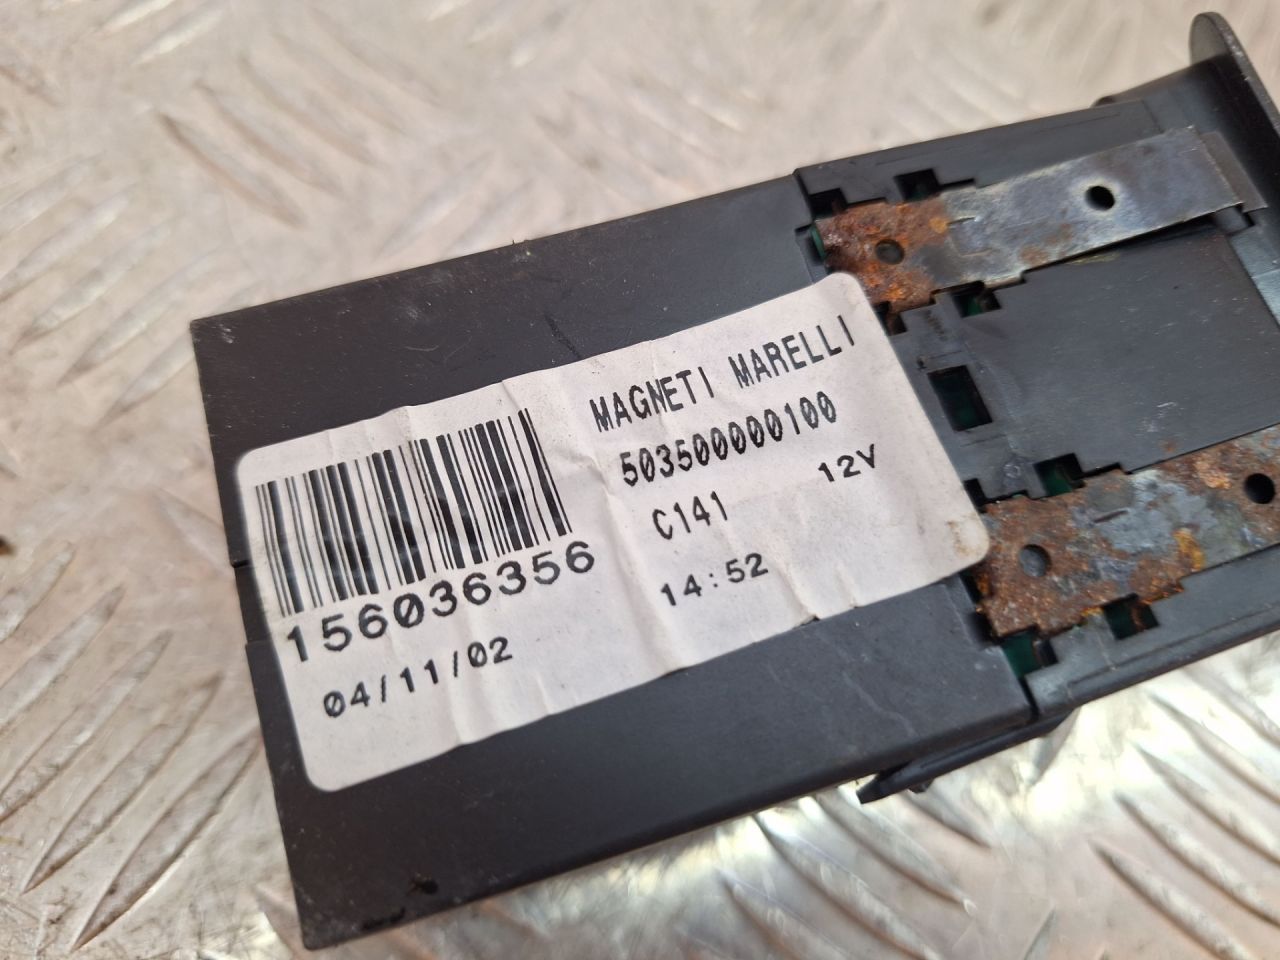 MAGNETI MARELLI
503500000100
C141 12V
14:52
156036356
04/11/02